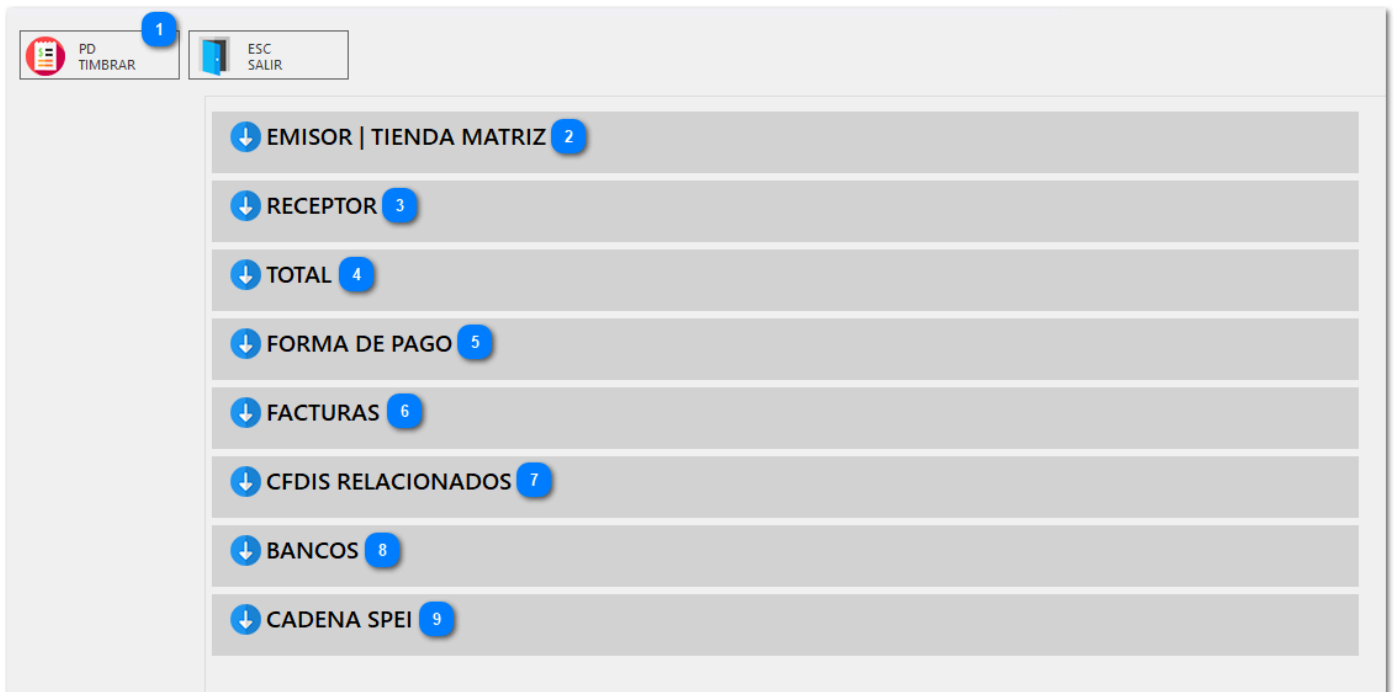 1
PD
TIMBRAR
ESC
SALIR
EMISOR | TIENDA MATRIZ 2
RECEPTOR 3
TOTAL 4
FORMA DE PAGO 5
FACTURAS 6
CFDIS RELACIONADOS 7
BANCOS 8
CADENA SPEI 9